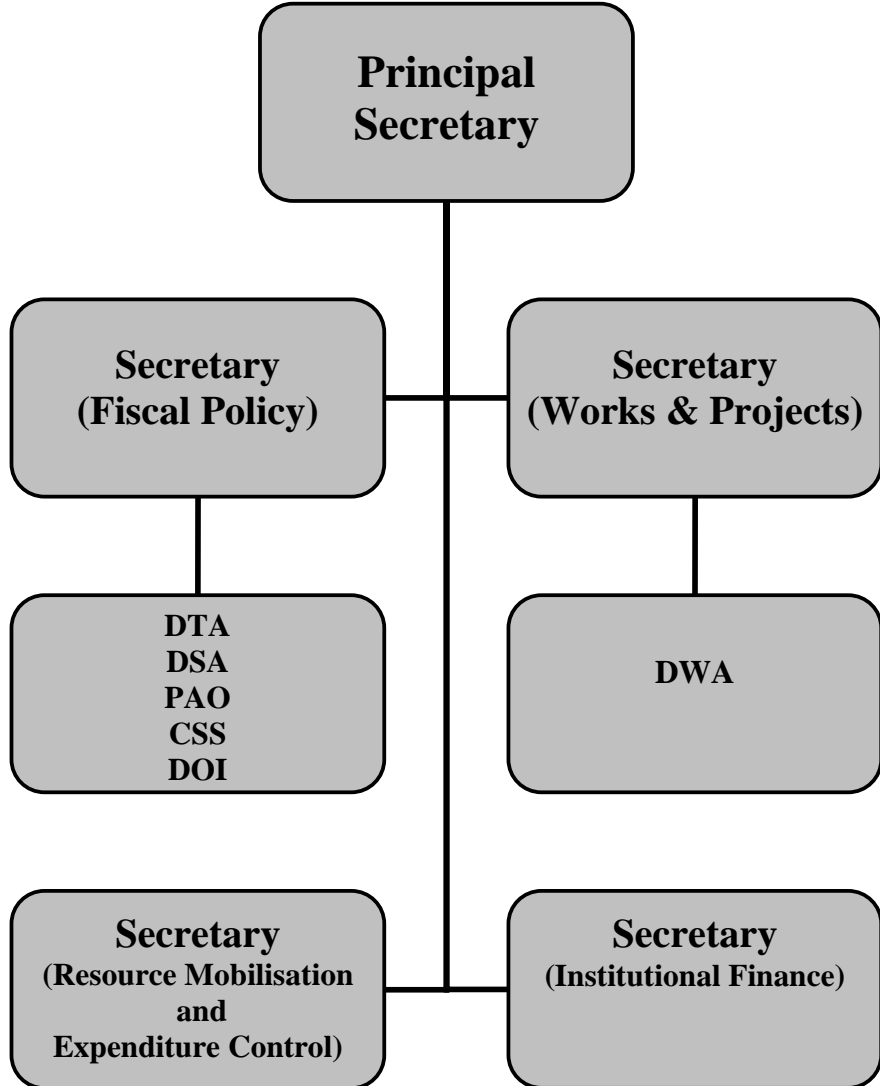 Principal
Secretary
Secretary
(Fiscal Policy)
Secretary
(Works & Projects)
DTA
DSA
PAO
CSS
DOI
DWA
Secretary
(Resource Mobilisation
and
Expenditure Control)
Secretary
(Institutional Finance)